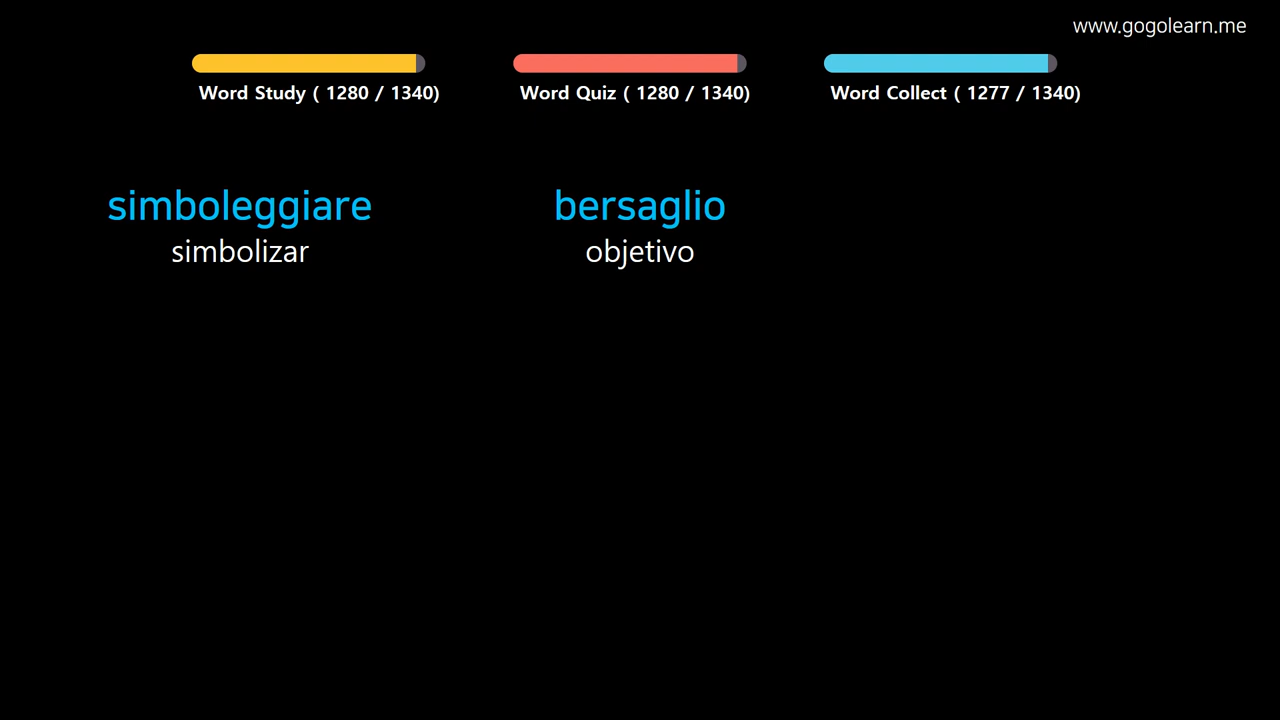 www.gogolearn.me
Word Study ( 1280 / 1340)
Word Quiz ( 1280 / 1340)
Word Collect ( 1277 / 1340)
simboleggiare
simbolizar
bersaglio
objetivo